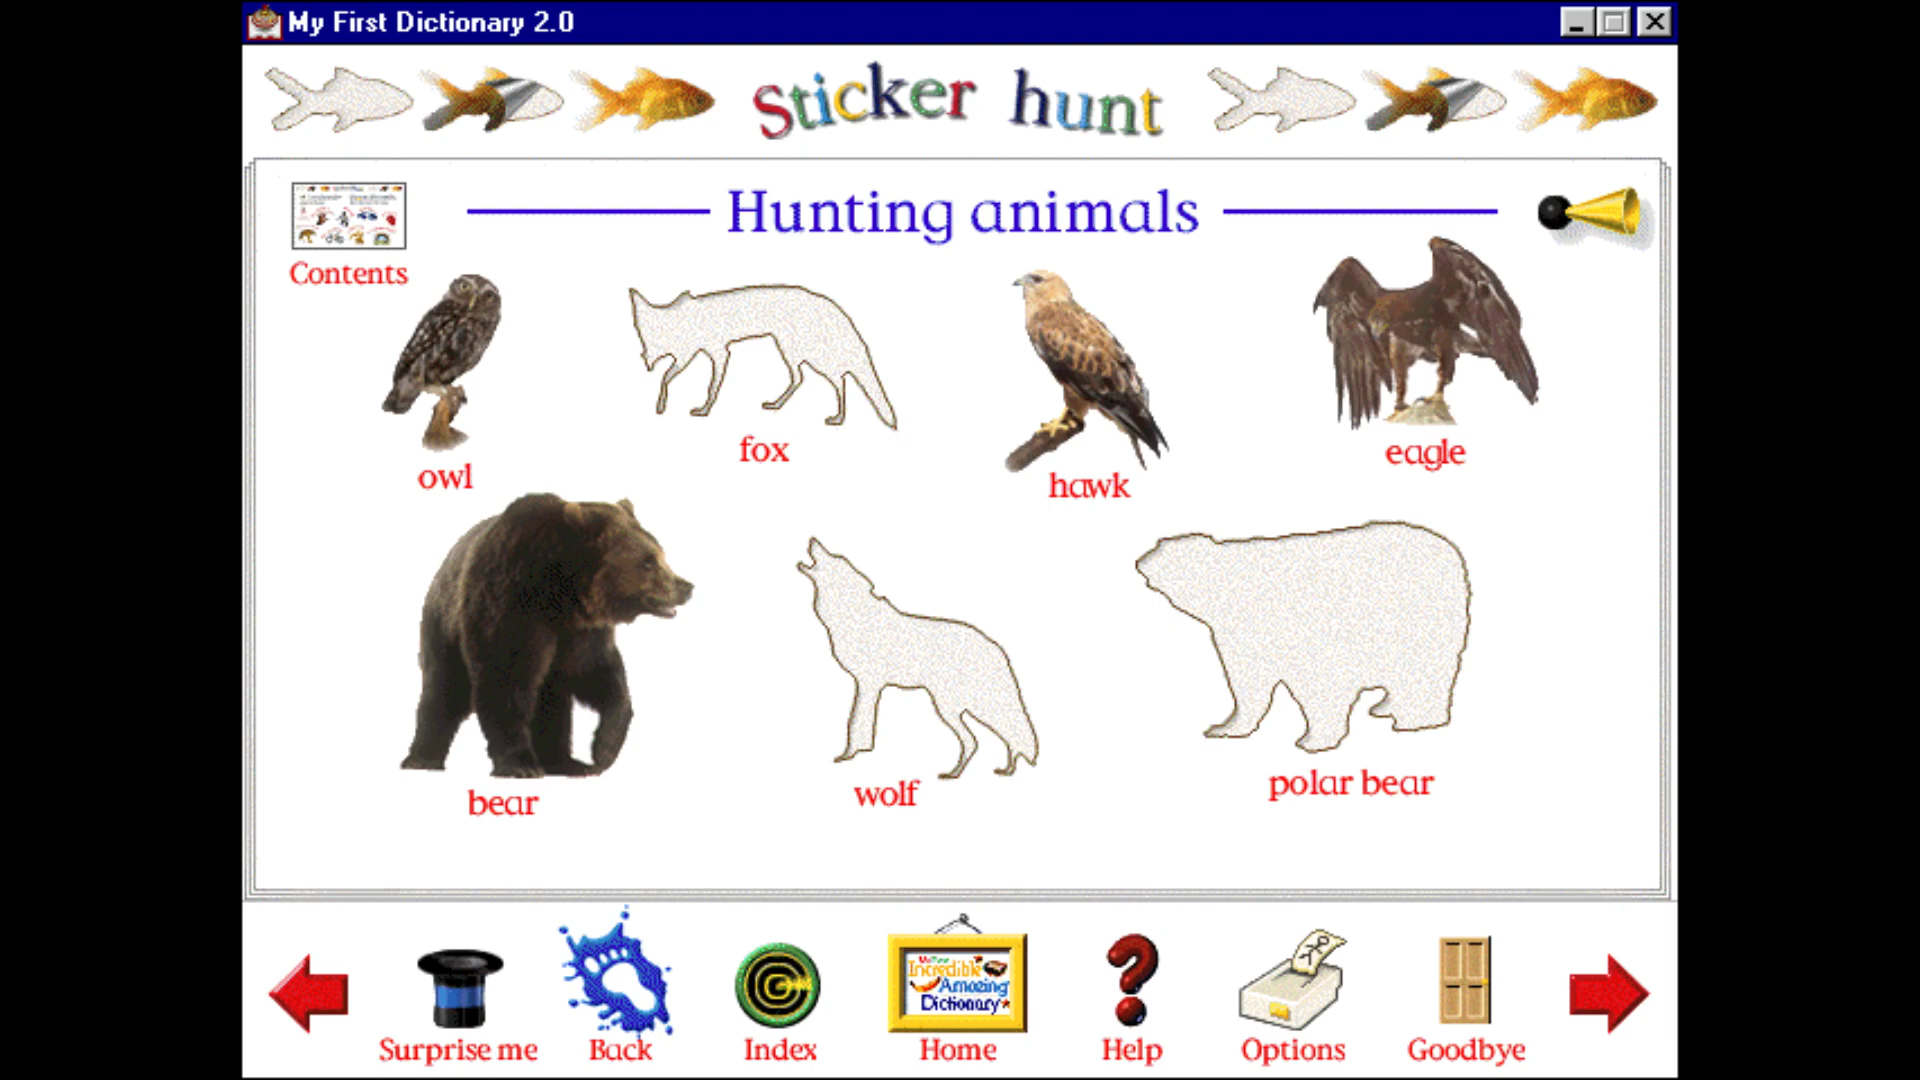 My First Dictionary 2.0
Sticker hunt
Hunting animals
Contents
owl
fox
hawk
eagle
bear
wolf
polar bear
Incredible
Amazing
Dictionary
Surprise me
Back
Index
Home
Help
Options
Goodbye